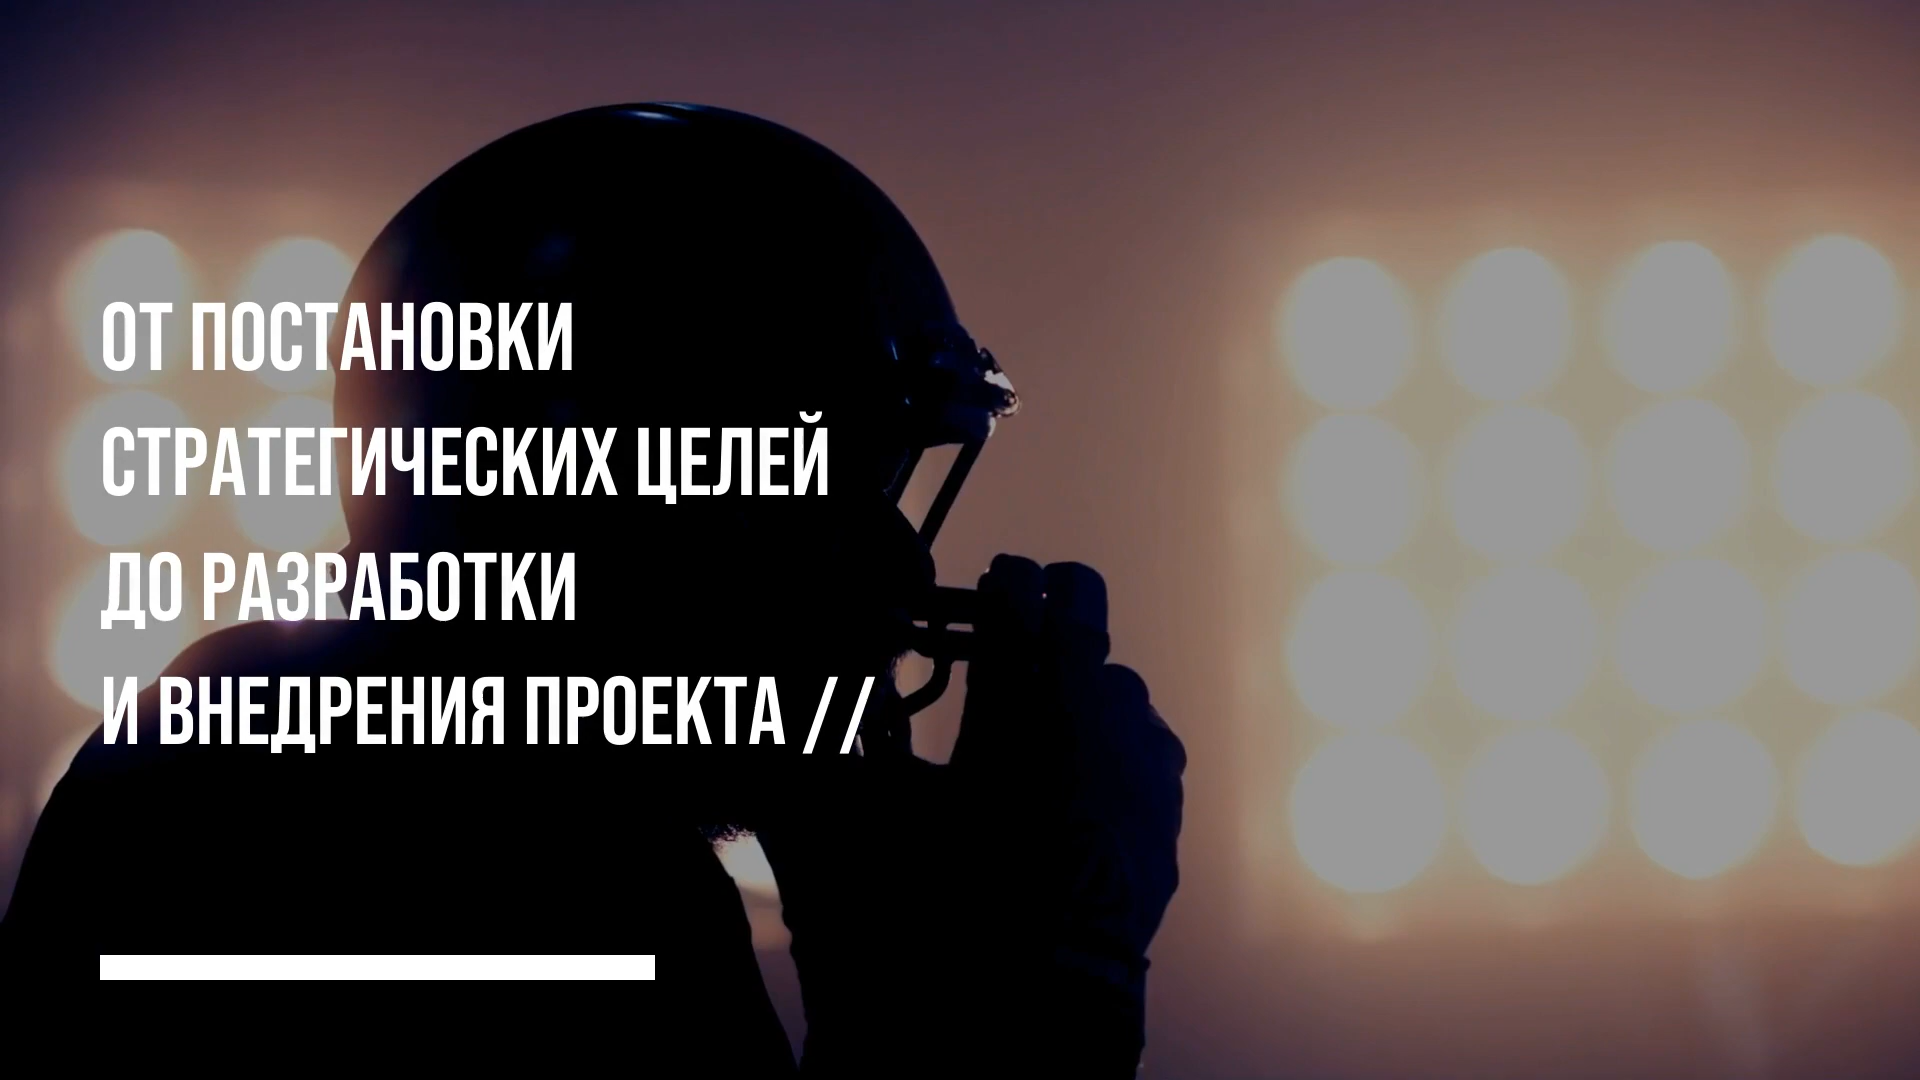 ОТ ПОСТАНОВКИ
СТРАТЕГИЧЕСКИХ ЦЕЛЕЙ
ДО РАЗРАБОТКИ
И ВНЕДРЕНИЯ ПРОЕКТА //